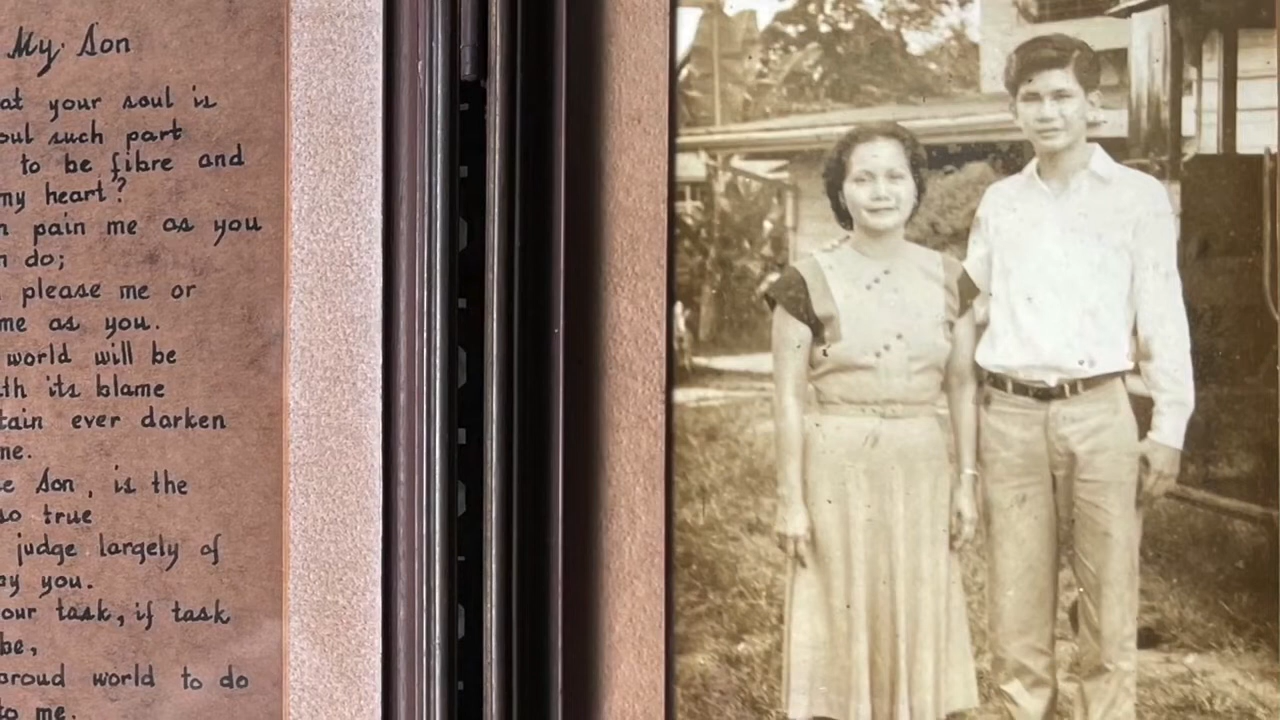 My Son
at your soul is
oul such part
to be fibre and
my heart?
n pain me as you
n do;
please me or
me as you.
world will be
th its blame
tain ever darken
me.
e Son, is the
so true
judge largely of
by you.
our task, if task
be,
proud world to do
to me.